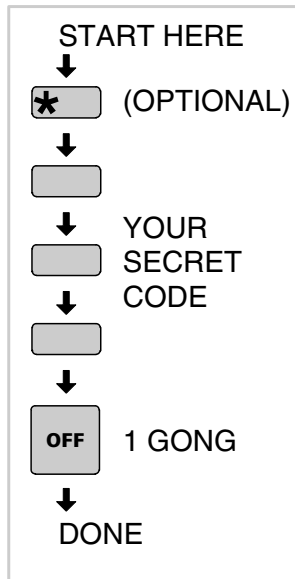 START HERE
* (OPTIONAL)
YOUR
SECRET
CODE
OFF 1 GONG
DONE